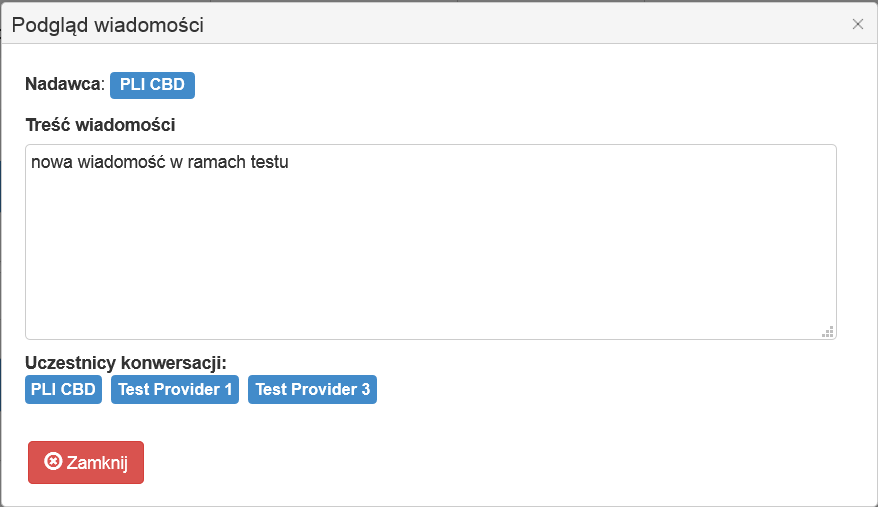 Podgląd wiadomości
Nadawca: PLI CBD
Treść wiadomości
nowa wiadomość w ramach testu
Uczestnicy konwersacji:
PLI CBD Test Provider 1 Test Provider 3
Zamknij